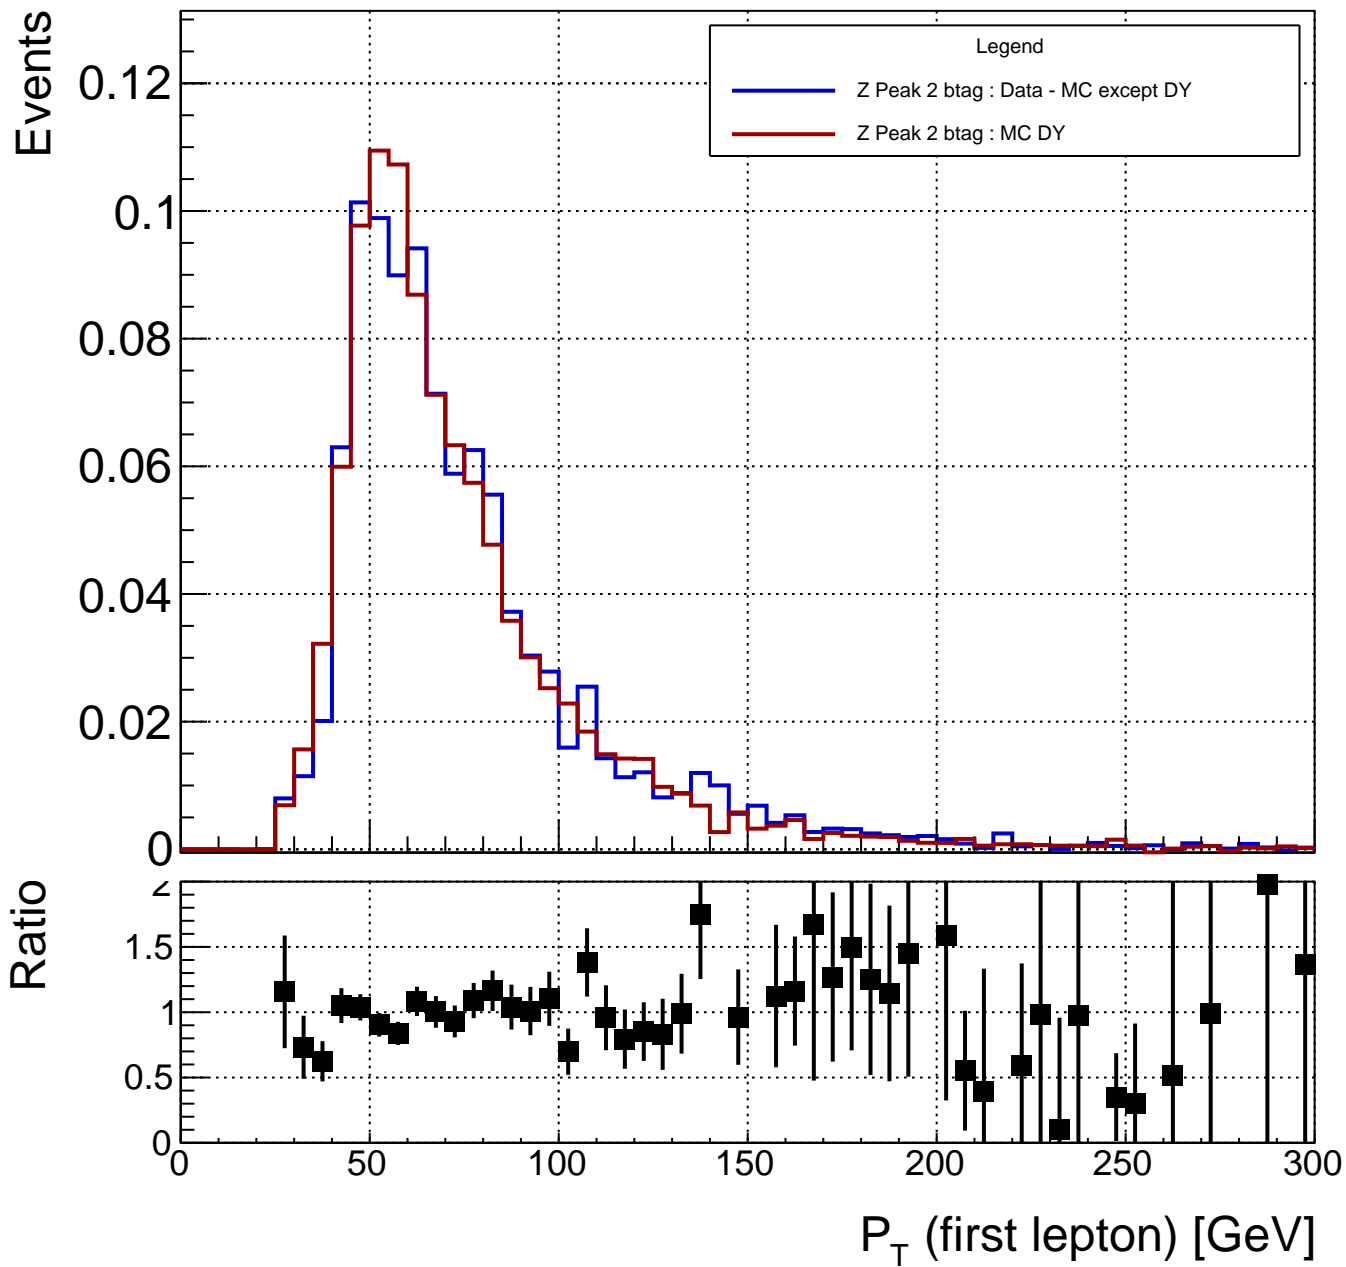 Events
0.12
0.1
0.08
0.06
0.04
0.02
0
Legend
Z Peak 2 btag : Data - MC except DY
Z Peak 2 btag : MC DY
Ratio
2
1.5
1
0.5
0
0 50 100 150 200 250 300
P_T (first lepton) [GeV]